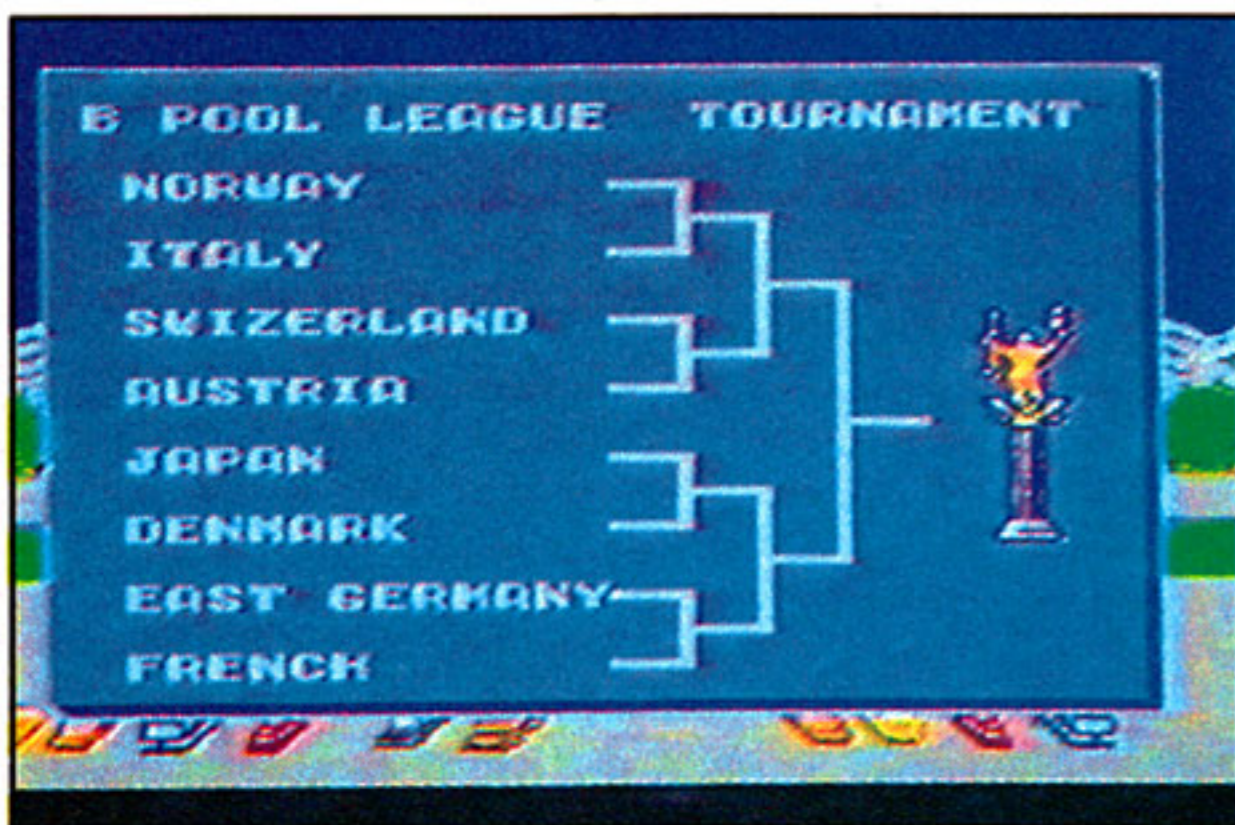 B POOL LEAGUE TOURNAMENT
NORWAY
ITALY
SWIZERLAND
AUSTRIA
JAPAN
DENMARK
EAST GERMANY
FRENCH